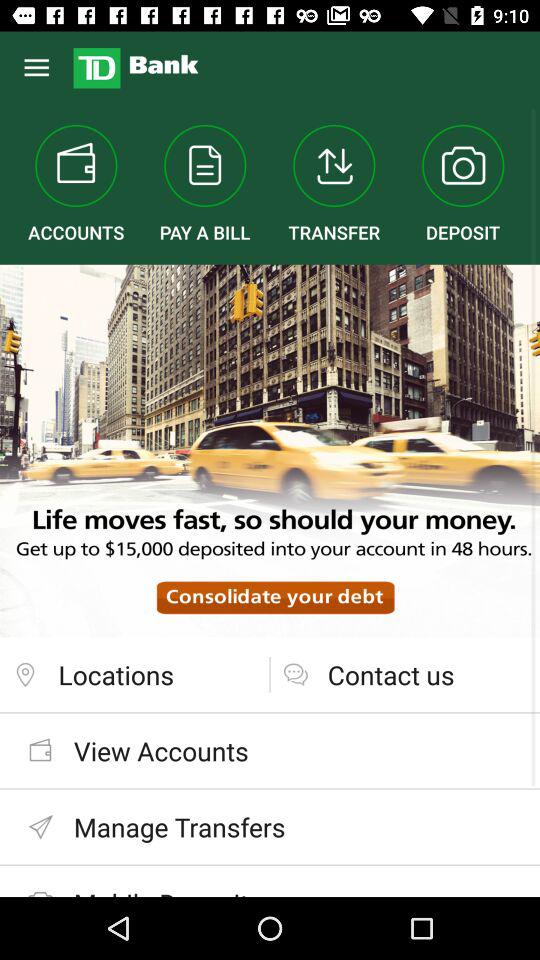 9:10
TD Bank
ACCOUNTS PAY A BILL TRANSFER DEPOSIT
Life moves fast, so should your money.
Get up to $15,000 deposited into your account in 48 hours.
Consolidate your debt
Locations Contact us
View Accounts
Manage Transfers